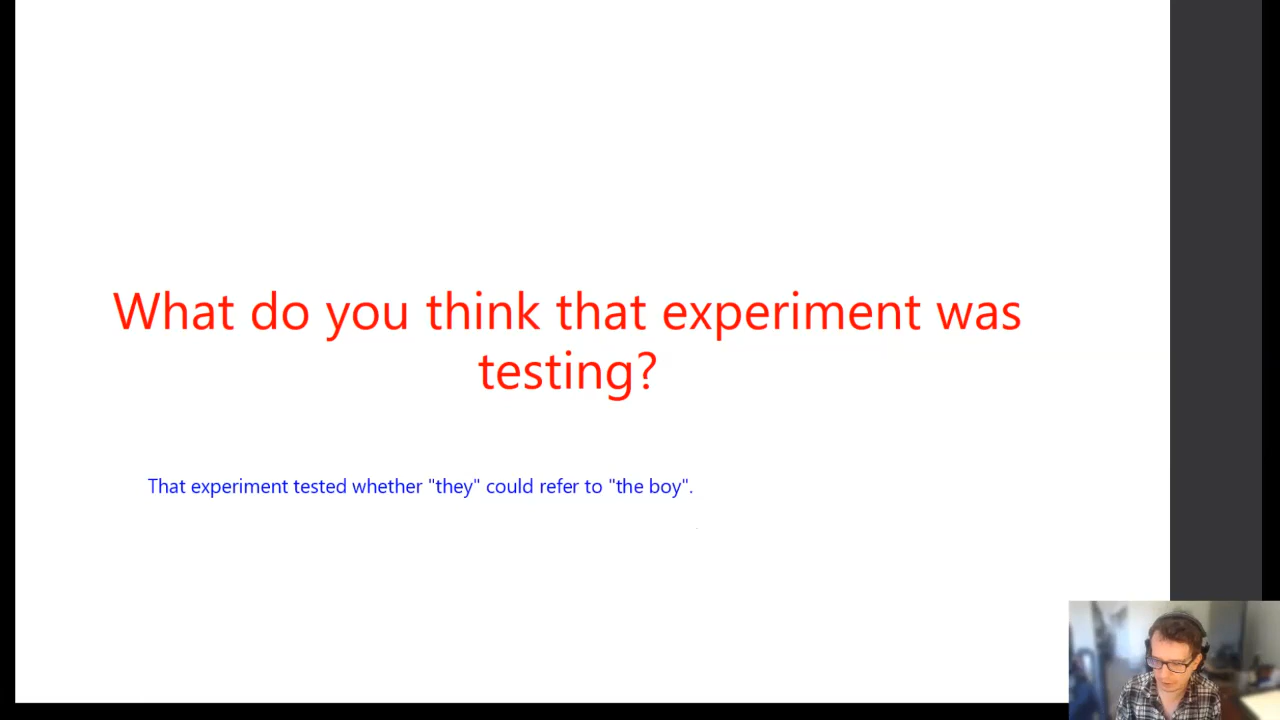 What do you think that experiment was
testing?
That experiment tested whether "they" could refer to "the boy".